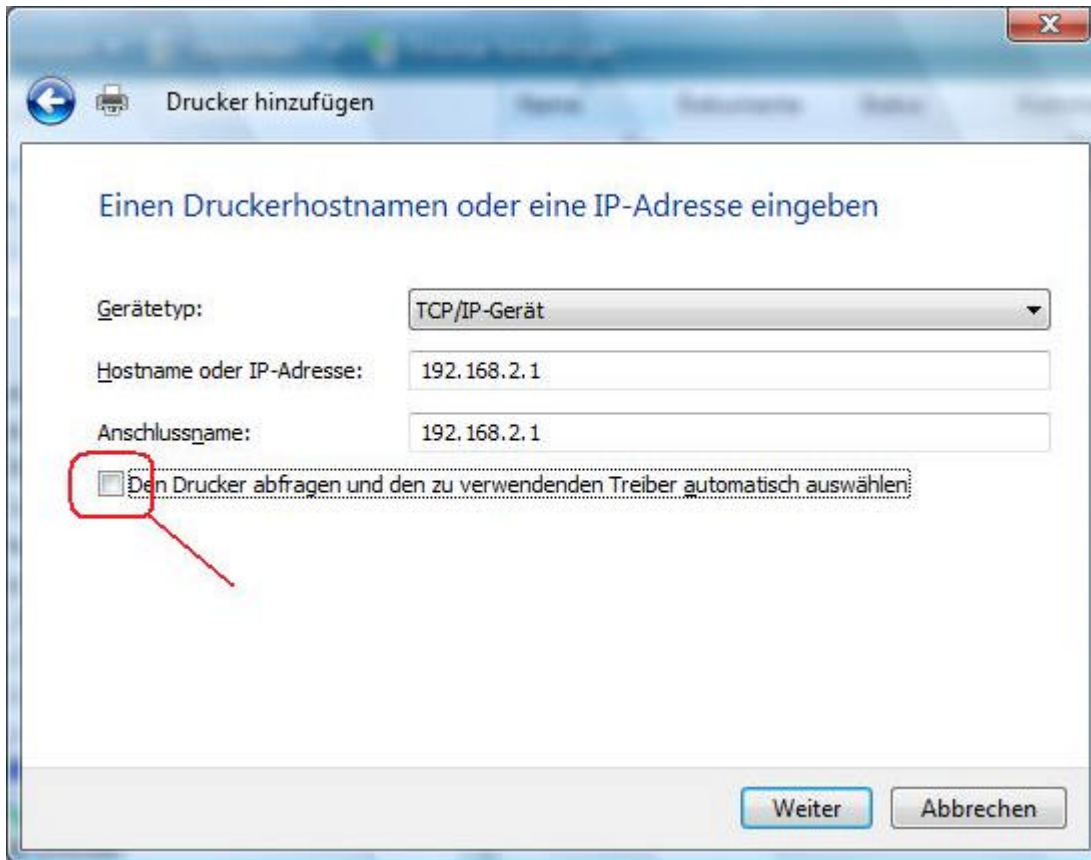 Drucker hinzufügen
Einen Druckerhostnamen oder eine IP-Adresse eingeben
Gerätetyp:
TCP/IP-Gerät
Hostname oder IP-Adresse:
192.168.2.1
Anschlussname:
192.168.2.1
Den Drucker abfragen und den zu verwendenden Treiber automatisch auswählen
Weiter
Abbrechen